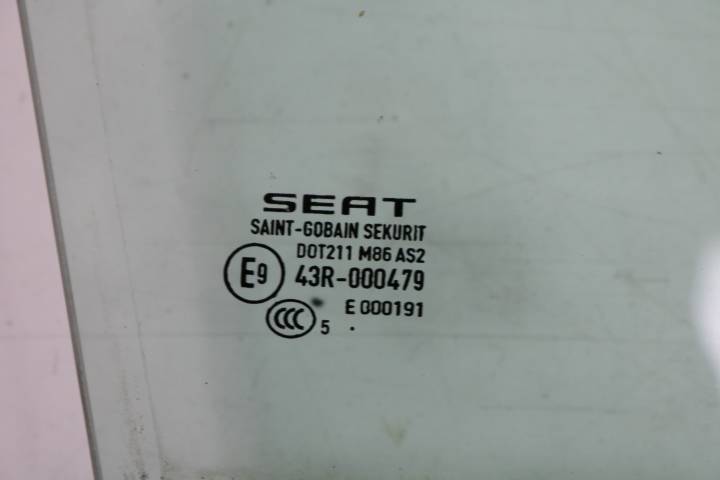 SEAT
SAINT-GOBAIN SEKURIT
DOT211 M86 AS2
E9 43R-000479
E 000191
CCC 5 .